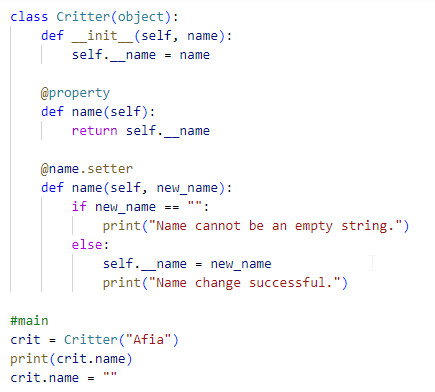 class Critter(object):
    def __init__(self, name):
        self.__name = name

    @property
    def name(self):
        return self.__name

    @name.setter
    def name(self, new_name):
        if new_name == "":
            print("Name cannot be an empty string.")
        else:
            self.__name = new_name
            print("Name change successful.")

#main
crit = Critter("Afia")
print(crit.name)
crit.name = ""